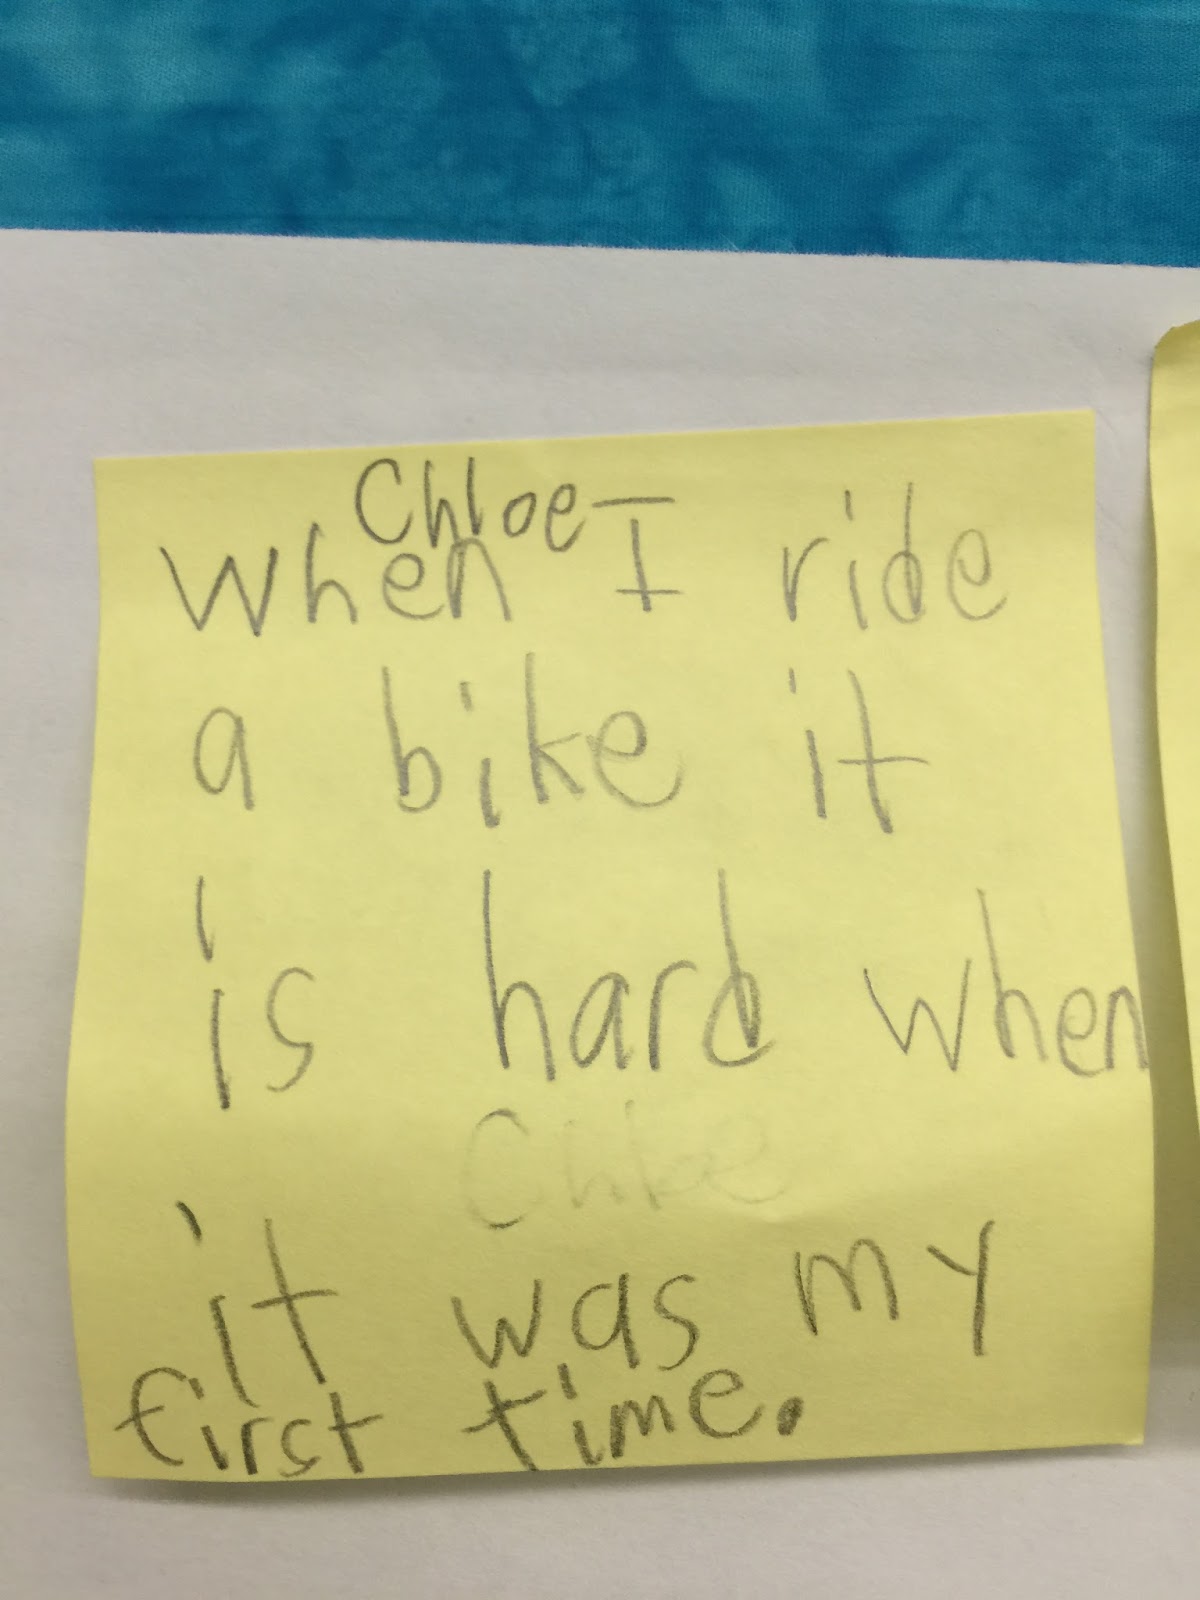 Chloe
When I ride
a bike it
is hard when
Chloe
it was my
first time.